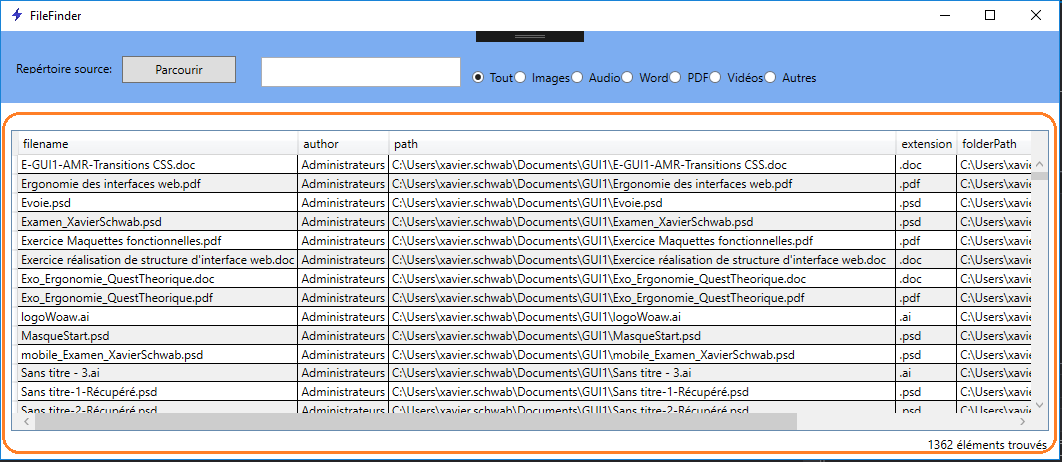 FileFinder
Repértoire source: Parcourir Tout Images Audio Word PDF Vidéos Autres
filename author path extension folderPath
E-GUI1-AMR-Transitions CSS.doc Administrateurs C:\Users\xavier.schwab\Documents\GUI1\E-GUI1-AMR-Transitions CSS.doc .doc C:\Users\xavie
Ergonomie des interfaces web.pdf Administrateurs C:\Users\xavier.schwab\Documents\GUI1\Ergonomie des interfaces web.pdf .pdf C:\Users\xavie
Evoie.psd Administrateurs C:\Users\xavier.schwab\Documents\GUI1\Evoie.psd .psd C:\Users\xavie
Examen_XavierSchwab.psd Administrateurs C:\Users\xavier.schwab\Documents\GUI1\Examen_XavierSchwab.psd .psd C:\Users\xavie
Exercice Maquettes fonctionnelles.pdf Administrateurs C:\Users\xavier.schwab\Documents\GUI1\Exercice Maquettes fonctionnelles.pdf .pdf C:\Users\xavie
Exercice réalisation de structure d'interface web.doc Administrateurs C:\Users\xavier.schwab\Documents\GUI1\Exercice réalisation de structure d'interface web.doc .doc C:\Users\xavie
Exo_Ergonomie_QuestTheorique.doc Administrateurs C:\Users\xavier.schwab\Documents\GUI1\Exo_Ergonomie_QuestTheorique.doc .doc C:\Users\xavie
Exo_Ergonomie_QuestTheorique.pdf Administrateurs C:\Users\xavier.schwab\Documents\GUI1\Exo_Ergonomie_QuestTheorique.pdf .pdf C:\Users\xavie
logoWoaw.ai Administrateurs C:\Users\xavier.schwab\Documents\GUI1\logoWoaw.ai .ai C:\Users\xavie
MasqueStart.psd Administrateurs C:\Users\xavier.schwab\Documents\GUI1\MasqueStart.psd .psd C:\Users\xavie
mobile_Examen_XavierSchwab.psd Administrateurs C:\Users\xavier.schwab\Documents\GUI1\mobile_Examen_XavierSchwab.psd .psd C:\Users\xavie
Sans titre - 3.ai Administrateurs C:\Users\xavier.schwab\Documents\GUI1\Sans titre - 3.ai .ai C:\Users\xavie
Sans titre-1-Récupéré.psd Administrateurs C:\Users\xavier.schwab\Documents\GUI1\Sans titre-1-Récupéré.psd .psd C:\Users\xavie
Sans titre-2-Récupéré.psd Administrateurs C:\Users\xavier.schwab\Documents\GUI1\Sans titre-2-Récupéré.psd .psd C:\Users\xavie
1362 éléments trouvés